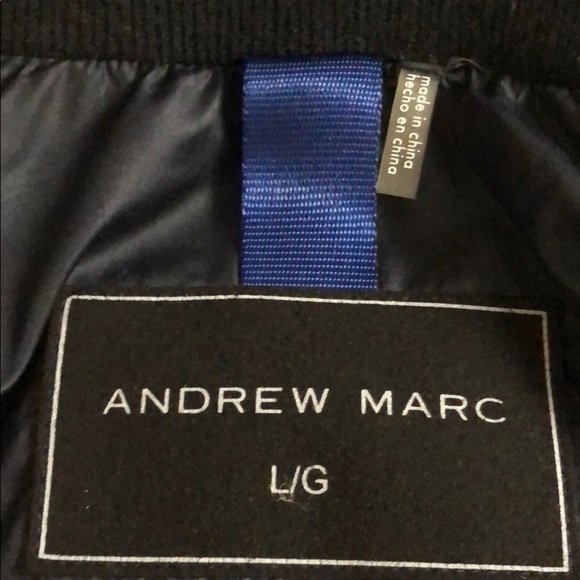 made in china
hecho en china
ANDREW MARC
L/G